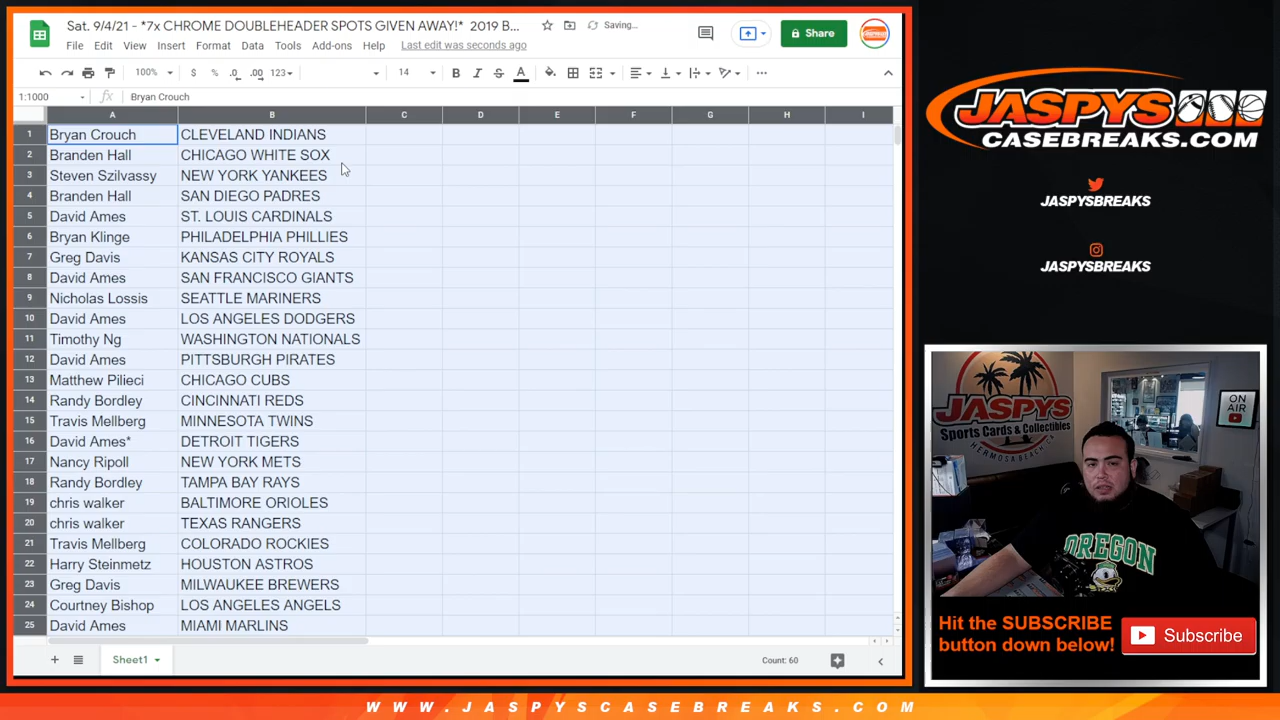 Sat. 9/4/21 - *7x CHROME DOUBLEHEADER SPOTS GIVEN AWAY!* 2019 B...
Saving...
File Edit View Insert Format Data Tools Add-ons Help Last edit was seconds ago
Share
100% $ % .0 .00 123 14 B I S A
1:1000 fx Bryan Crouch
A B C D E F G H I
1 Bryan Crouch CLEVELAND INDIANS
2 Branden Hall CHICAGO WHITE SOX
3 Steven Szilvassy NEW YORK YANKEES
4 Branden Hall SAN DIEGO PADRES
5 David Ames ST. LOUIS CARDINALS
6 Bryan Klinge PHILADELPHIA PHILLIES
7 Greg Davis KANSAS CITY ROYALS
8 David Ames SAN FRANCISCO GIANTS
9 Nicholas Lossis SEATTLE MARINERS
10 David Ames LOS ANGELES DODGERS
11 Timothy Ng WASHINGTON NATIONALS
12 David Ames PITTSBURGH PIRATES
13 Matthew Pilieci CHICAGO CUBS
14 Randy Bordley CINCINNATI REDS
15 Travis Mellberg MINNESOTA TWINS
16 David Ames* DETROIT TIGERS
17 Nancy Ripoll NEW YORK METS
18 Randy Bordley TAMPA BAY RAYS
19 chris walker BALTIMORE ORIOLES
20 chris walker TEXAS RANGERS
21 Travis Mellberg COLORADO ROCKIES
22 Harry Steinmetz HOUSTON ASTROS
23 Greg Davis MILWAUKEE BREWERS
24 Courtney Bishop LOS ANGELES ANGELS
25 David Ames MIAMI MARLINS
Sheet1
Count: 60
JASPYS
CASEBREAKS.COM
JASPYSBREAKS
JASPYSBREAKS
JASPYS
Sports Cards & Collectibles
HERMOSA BEACH, CA
ON
AIR
OREGON
Hit the SUBSCRIBE
button down below!
Subscribe
WWW.JASPYSCASEBREAKS.COM